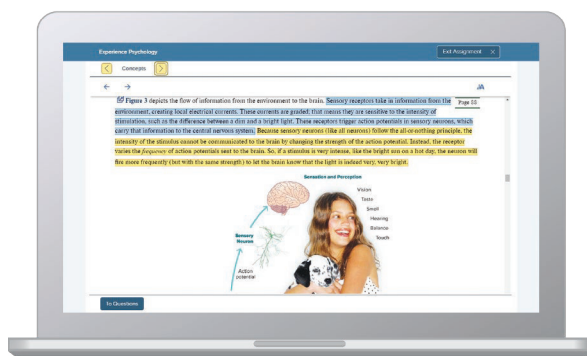 Experience Psychology
Exit Assignment X
Concepts
Figure 3 depicts the flow of information from the environment to the brain. Sensory receptors take in information from the
Page 88
environment, creating local electrical currents. These currents are graded; that means they are sensitive to the intensity of
stimulation, such as the difference between a dim and a bright light. These receptors trigger action potentials in sensory neurons, which
carry that information to the central nervous system. Because sensory neurons (like all neurons) follow the all-or-nothing principle, the
intensity of the stimulus cannot be communicated to the brain by changing the strength of the action potential. Instead, the receptor
varies the frequency of action potentials sent to the brain. So, if a stimulus is very intense, like the bright sun on a hot day, the neuron will
fire more frequently (but with the same strength) to let the brain know that the light is indeed very, very bright.
Sensation and Perception
Vision
Taste
Smell
Hearing
Balance
Touch
Sensory
Neuron
Action
potential
To Questions